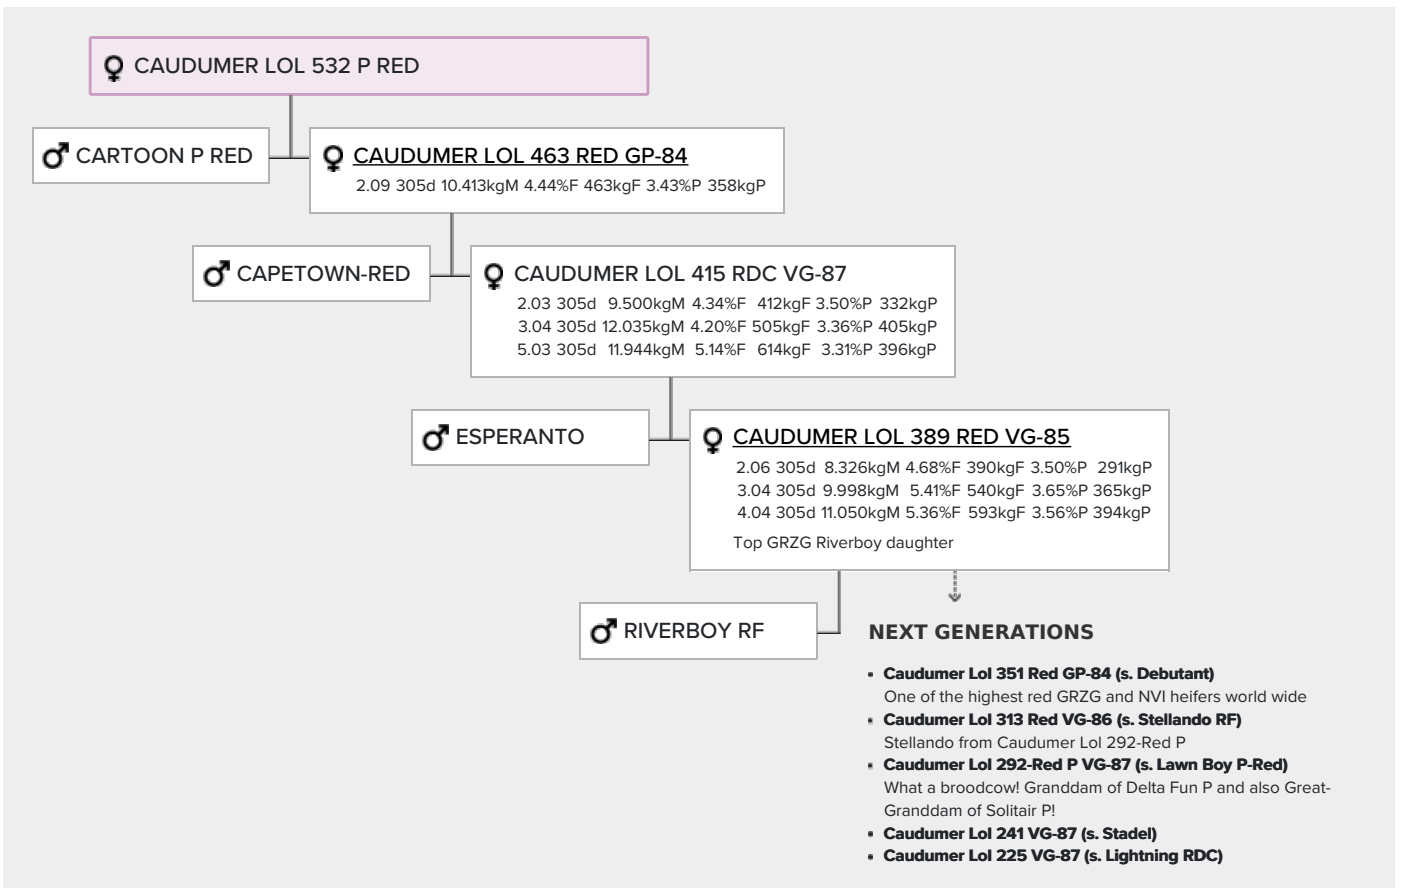 CAUDUMER LOL 532 P RED
CARTOON P RED
CAUDUMER LOL 463 RED GP-84
2.09 305d 10.413kgM 4.44%F 463kgF 3.43%P 358kgP
CAPETOWN-RED
CAUDUMER LOL 415 RDC VG-87
2.03 305d 9.500kgM 4.34%F 412kgF 3.50%P 332kgP
3.04 305d 12.035kgM 4.20%F 505kgF 3.36%P 405kgP
5.03 305d 11.944kgM 5.14%F 614kgF 3.31%P 396kgP
ESPERANTO
CAUDUMER LOL 389 RED VG-85
2.06 305d 8.326kgM 4.68%F 390kgF 3.50%P 291kgP
3.04 305d 9.998kgM 5.41%F 540kgF 3.65%P 365kgP
4.04 305d 11.050kgM 5.36%F 593kgF 3.56%P 394kgP
Top GRZG Riverboy daughter
RIVERBOY RF
NEXT GENERATIONS
Caudumer Lol 351 Red GP-84 (s. Debutant)
One of the highest red GRZG and NVI heifers world wide
Caudumer Lol 313 Red VG-86 (s. Stellando RF)
Stellando from Caudumer Lol 292-Red P
Caudumer Lol 292-Red P VG-87 (s. Lawn Boy P-Red)
What a broodcow! Granddam of Delta Fun P and also Great-
Granddam of Solitair P!
Caudumer Lol 241 VG-87 (s. Stadel)
Caudumer Lol 225 VG-87 (s. Lightning RDC)